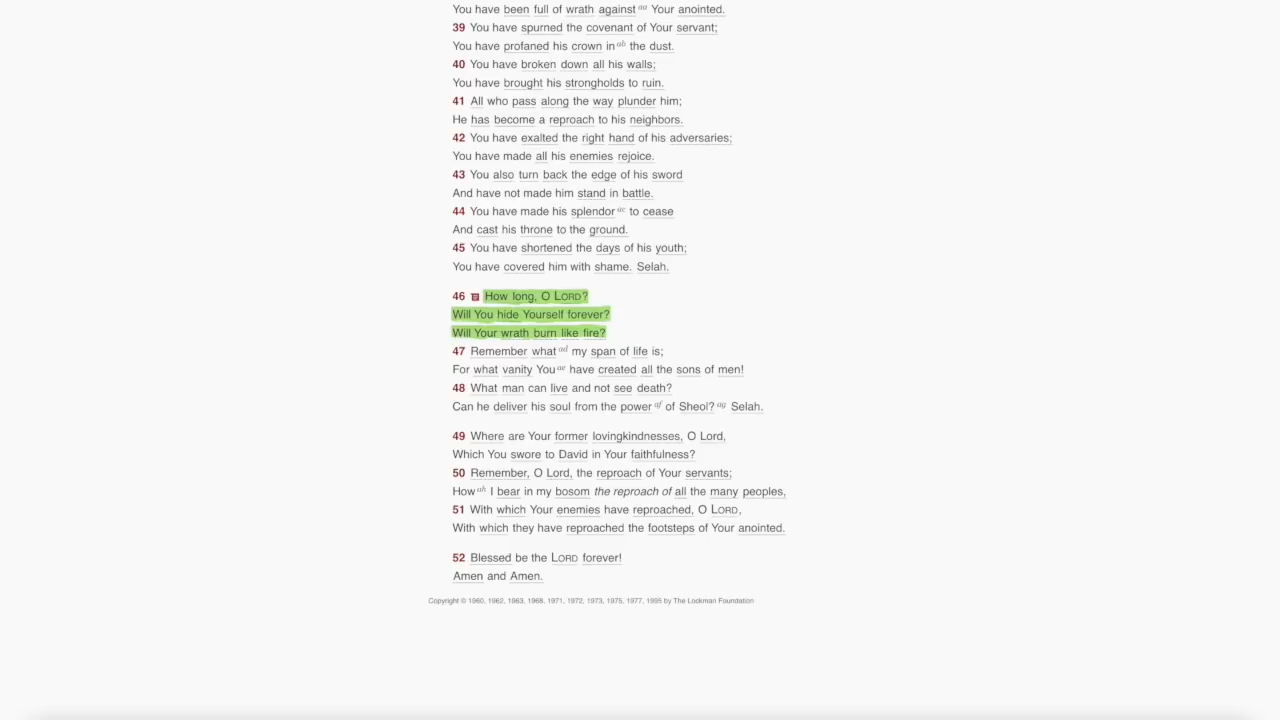 You have been full of wrath against aa Your anointed.
39 You have spurned the covenant of Your servant;
You have profaned his crown in ab the dust.
40 You have broken down all his walls;
You have brought his strongholds to ruin.
41 All who pass along the way plunder him;
He has become a reproach to his neighbors.
42 You have exalted the right hand of his adversaries;
You have made all his enemies rejoice.
43 You also turn back the edge of his sword
And have not made him stand in battle.
44 You have made his splendor ac to cease
And cast his throne to the ground.
45 You have shortened the days of his youth;
You have covered him with shame. Selah.
46 How long, O LORD?
Will You hide Yourself forever?
Will Your wrath burn like fire?
47 Remember what ad my span of life is;
For what vanity You ae have created all the sons of men!
48 What man can live and not see death?
Can he deliver his soul from the power af of Sheol? ag Selah.
49 Where are Your former lovingkindnesses, O Lord,
Which You swore to David in Your faithfulness?
50 Remember, O Lord, the reproach of Your servants;
How ah I bear in my bosom the reproach of all the many peoples,
51 With which Your enemies have reproached, O LORD,
With which they have reproached the footsteps of Your anointed.
52 Blessed be the LORD forever!
Amen and Amen.
Copyright © 1960, 1962, 1963, 1968, 1971, 1972, 1973, 1975, 1977, 1995 by The Lockman Foundation